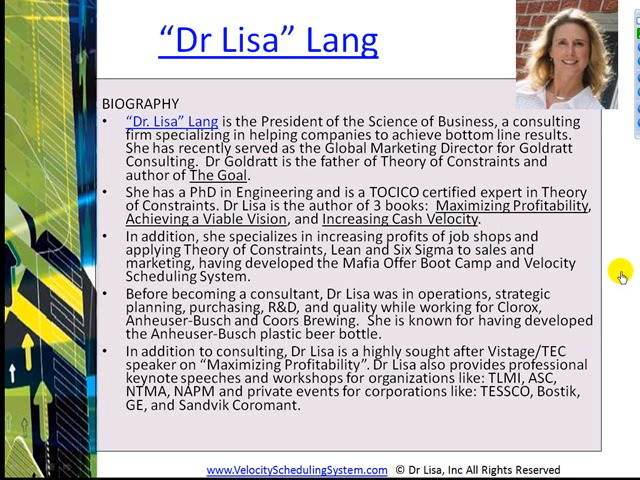 “Dr Lisa” Lang
BIOGRAPHY
• “Dr. Lisa” Lang is the President of the Science of Business, a consulting
firm specializing in helping companies to achieve bottom line results.
She has recently served as the Global Marketing Director for Goldratt
Consulting.  Dr Goldratt is the father of Theory of Constraints and
author of The Goal.
• She has a PhD in Engineering and is a TOCICO certified expert in Theory
of Constraints. Dr Lisa is the author of 3 books:  Maximizing Profitability,
Achieving a Viable Vision, and Increasing Cash Velocity.
• In addition, she specializes in increasing profits of job shops and
applying Theory of Constraints, Lean and Six Sigma to sales and
marketing, having developed the Mafia Offer Boot Camp and Velocity
Scheduling System.
• Before becoming a consultant, Dr Lisa was in operations, strategic
planning, purchasing, R&D, and quality while working for Clorox,
Anheuser-Busch and Coors Brewing.  She is known for having developed
the Anheuser-Busch plastic beer bottle.
• In addition to consulting, Dr Lisa is a highly sought after Vistage/TEC
speaker on “Maximizing Profitability”. Dr Lisa also provides professional
keynote speeches and workshops for organizations like: TLMI, ASC,
NTMA, NAPM and private events for corporations like: TESSCO, Bostik,
GE, and Sandvik Coromant.
www.VelocitySchedulingSystem.com  © Dr Lisa, Inc All Rights Reserved